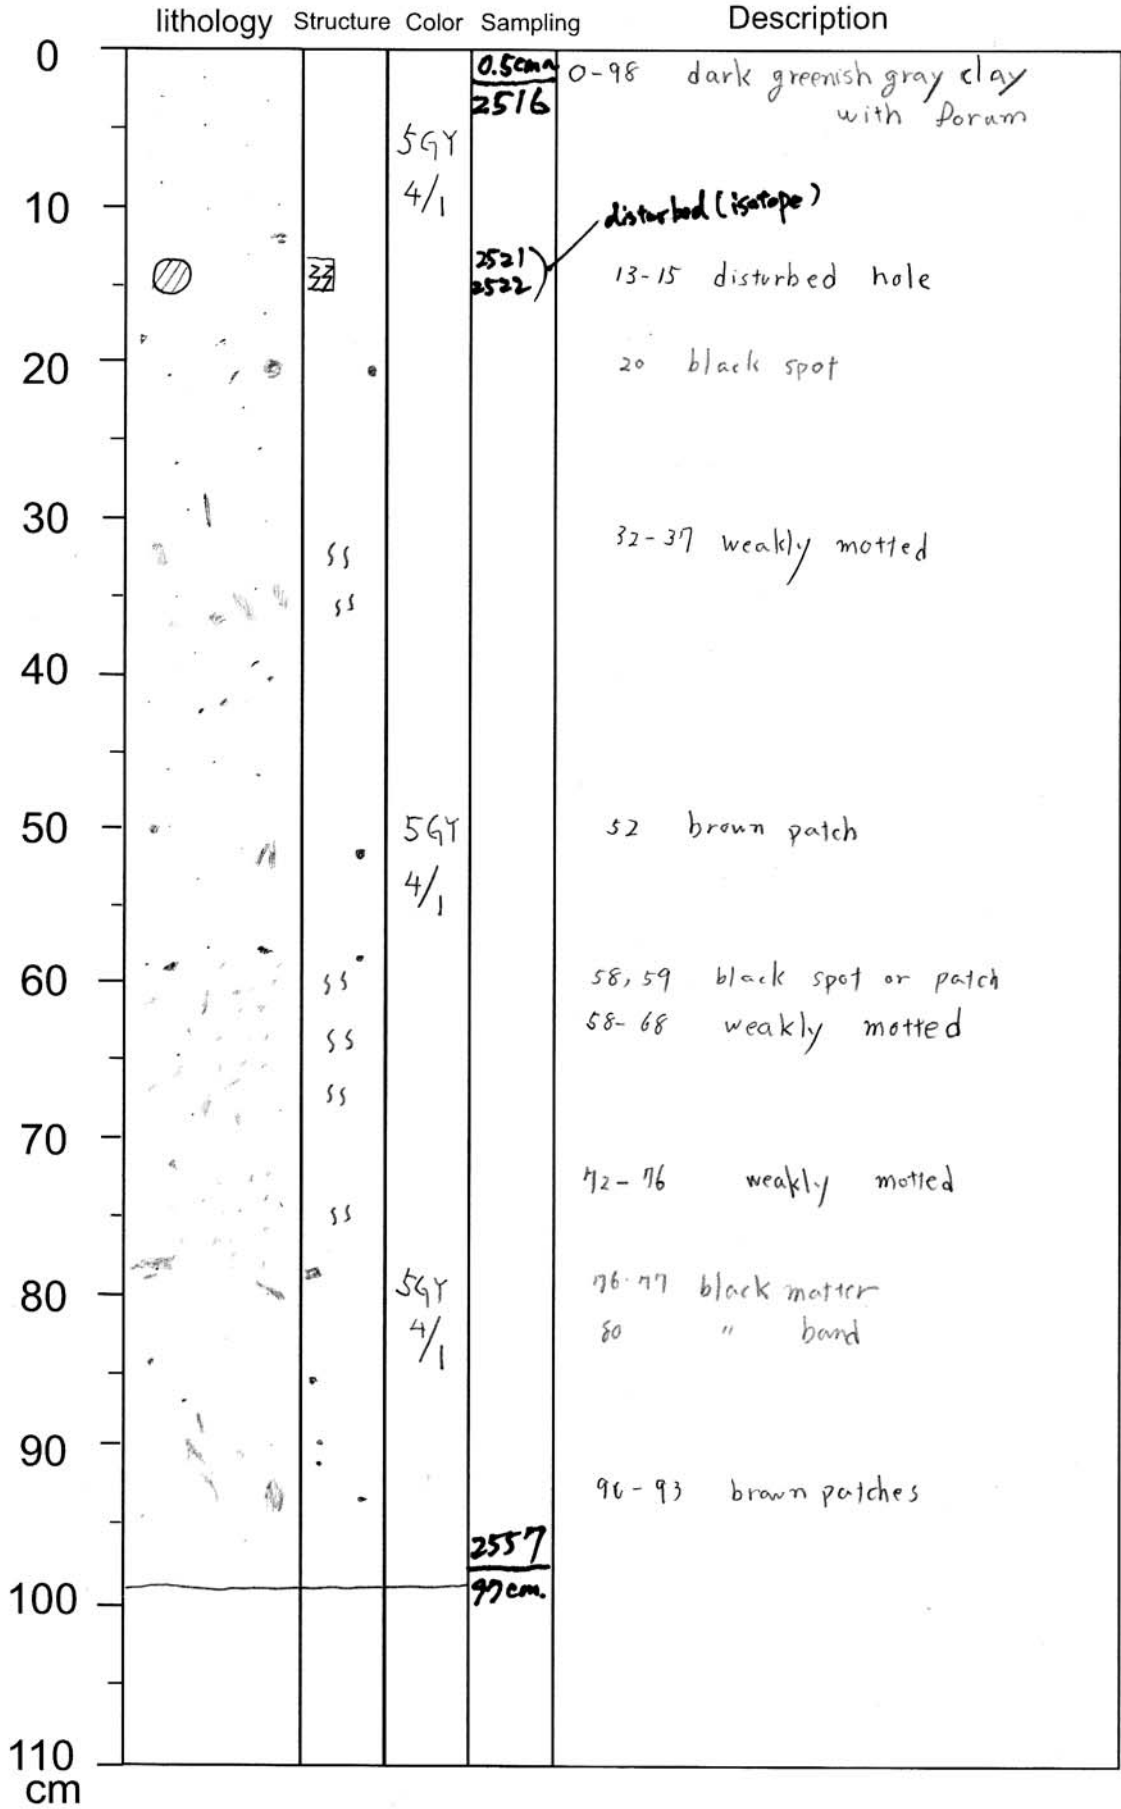 lithology Structure Color Sampling Description
0
0.5cm
0-98 dark greenish gray clay
2516
with foram
5GY
4/1
10
disturbed (isotope)
2521
2522
13-15 disturbed hole
20
20 black spot
30
32-37 weakly motted
40
50
5GY
4/1
52 brown patch
60
58, 59 black spot or patch
58-68 weakly motted
70
72-76 weakly motted
80
5GY
4/1
76-77 black matter
80 " band
90
93 brown patches
2557
97cm.
100
110
cm